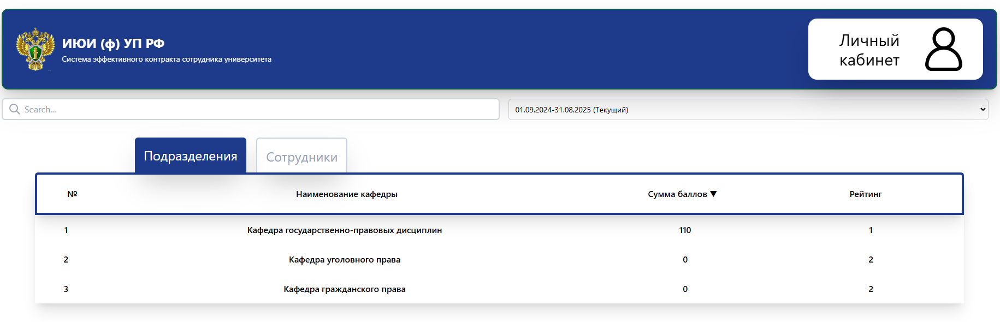 ИЮИ (ф) УП РФ
Система эффективного контракта сотрудника университета
Личный
кабинет
Search...
01.09.2024-31.08.2025 (Текущий)
Подразделения
Сотрудники
№ Наименование кафедры Сумма баллов ▼ Рейтинг
1 Кафедра государственно-правовых дисциплин 110 1
2 Кафедра уголовного права 0 2
3 Кафедра гражданского права 0 2